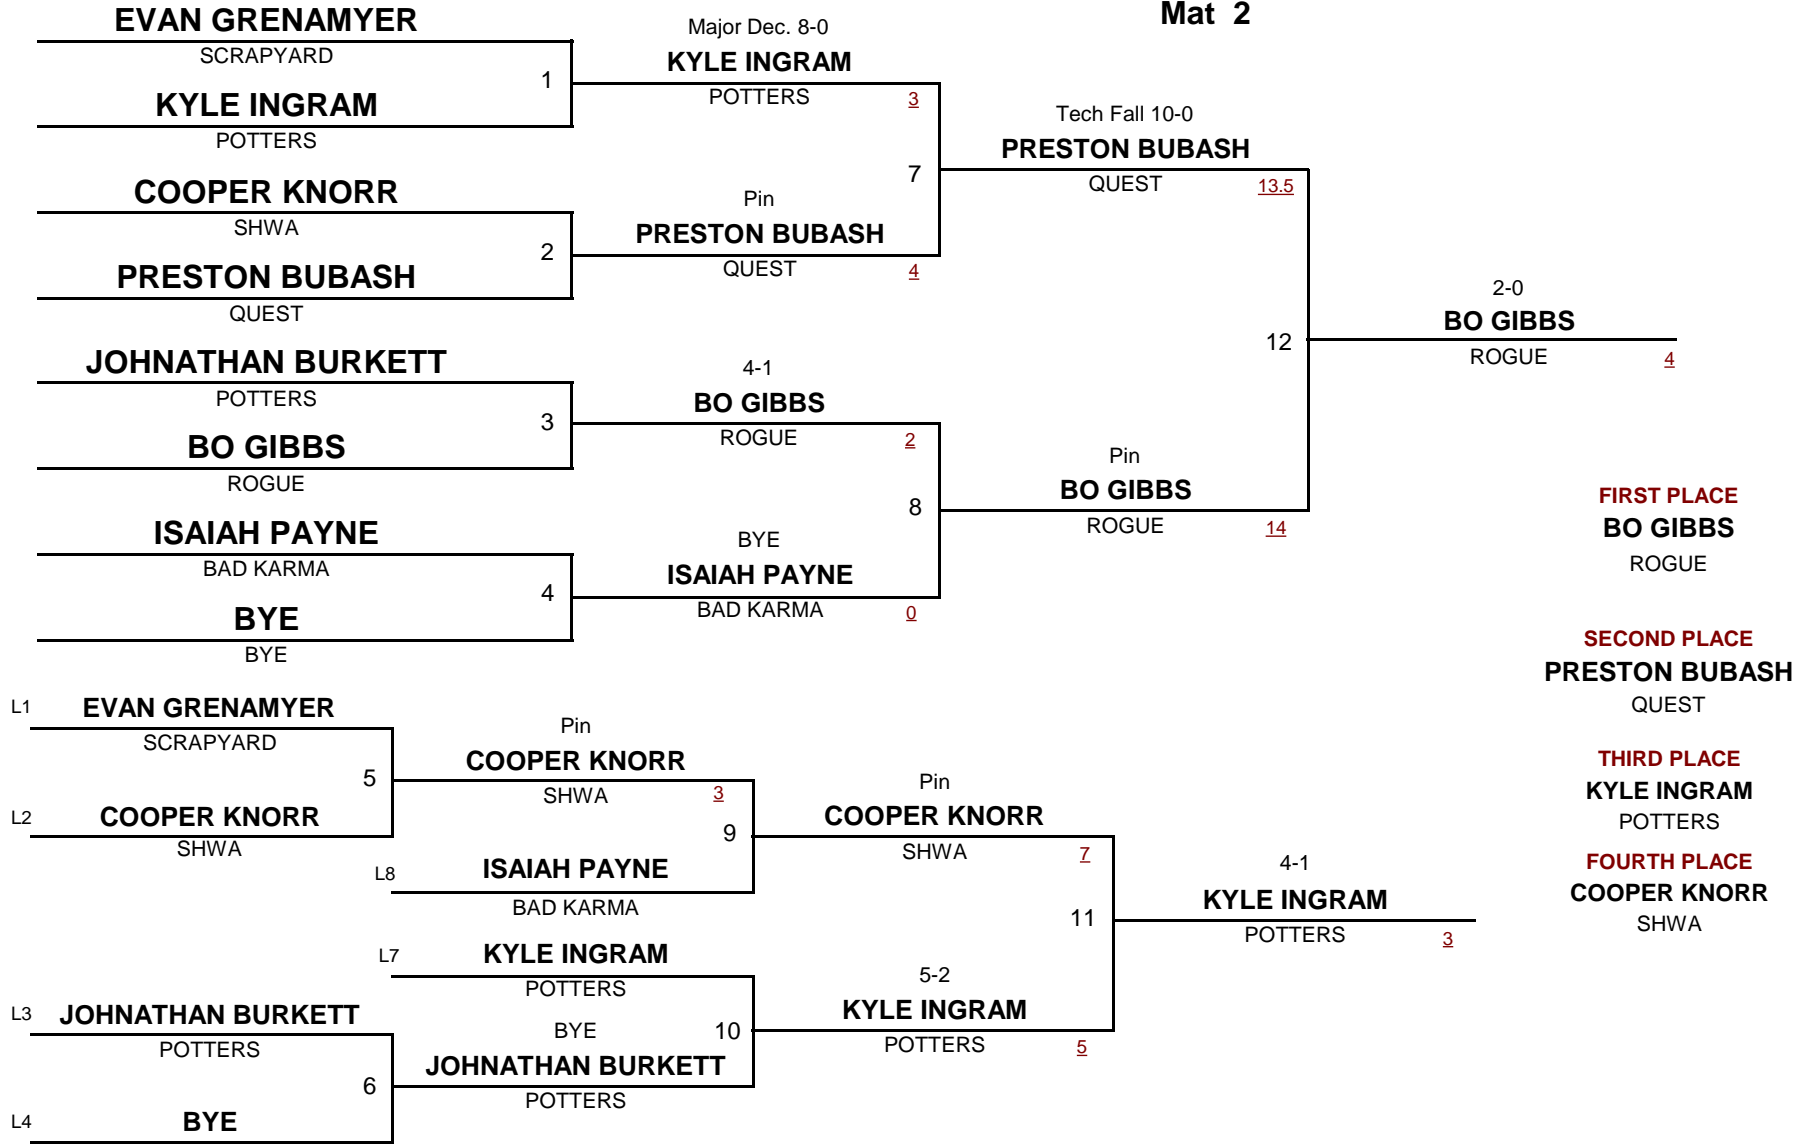 Mat 2
EVAN GRENAMYER
SCRAPYARD
1
KYLE INGRAM
POTTERS
COOPER KNORR
SHWA
2
PRESTON BUBASH
QUEST
JOHNATHAN BURKETT
POTTERS
3
BO GIBBS
ROGUE
ISAIAH PAYNE
BAD KARMA
4
BYE
BYE
Major Dec. 8-0
KYLE INGRAM
POTTERS 3
7
Pin
PRESTON BUBASH
QUEST 4
4-1
BO GIBBS
ROGUE 2
8
BYE
ISAIAH PAYNE
BAD KARMA 0
Tech Fall 10-0
PRESTON BUBASH
QUEST 13.5
12
Pin
BO GIBBS
ROGUE 14
2-0
BO GIBBS
ROGUE 4
FIRST PLACE
BO GIBBS
ROGUE
SECOND PLACE
PRESTON BUBASH
QUEST
THIRD PLACE
KYLE INGRAM
POTTERS
FOURTH PLACE
COOPER KNORR
SHWA
L1 EVAN GRENAMYER
SCRAPYARD
5
L2 COOPER KNORR
SHWA
L3 JOHNATHAN BURKETT
POTTERS
6
L4 BYE
Pin
COOPER KNORR
SHWA 3
9
L8 ISAIAH PAYNE
BAD KARMA
L7 KYLE INGRAM
POTTERS
BYE 10
JOHNATHAN BURKETT
POTTERS
Pin
COOPER KNORR
SHWA 7
11
5-2
KYLE INGRAM
POTTERS 5
4-1
KYLE INGRAM
POTTERS 3